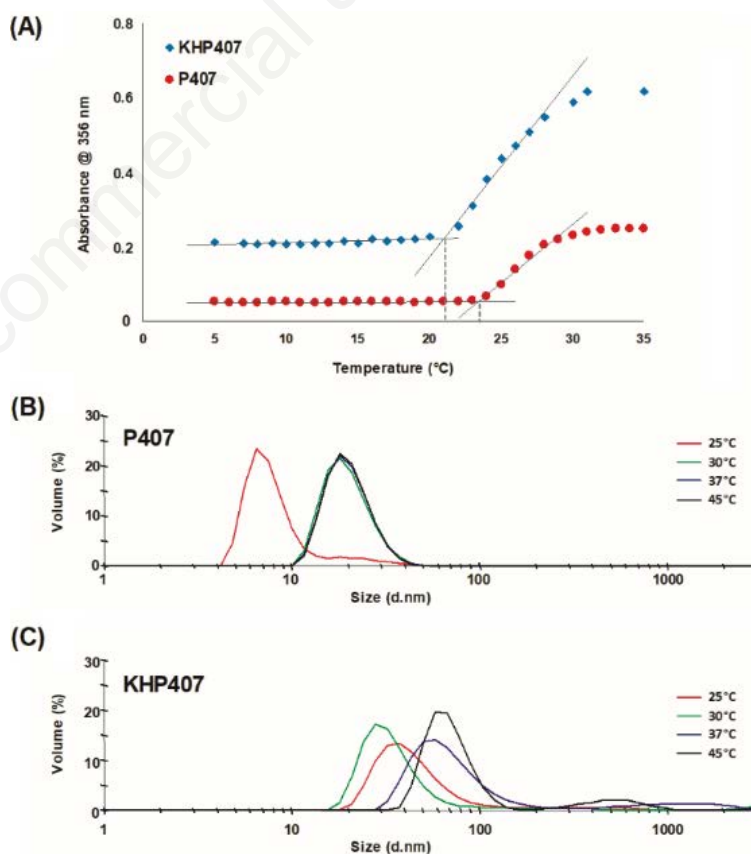 commercial
(A)
0.8
KHP407
P407
0.6
0.4
0.2
0
Absorbance @ 356 nm
0 5 10 15 20 25 30 35
Temperature (°C)
(B)
30
P407
25°C
30°C
37°C
45°C
20
10
0
Volume (%)
1 10 100 1000
Size (d.nm)
(C)
30
KHP407
25°C
30°C
37°C
45°C
20
10
0
Volume (%)
1 10 100 1000
Size (d.nm)